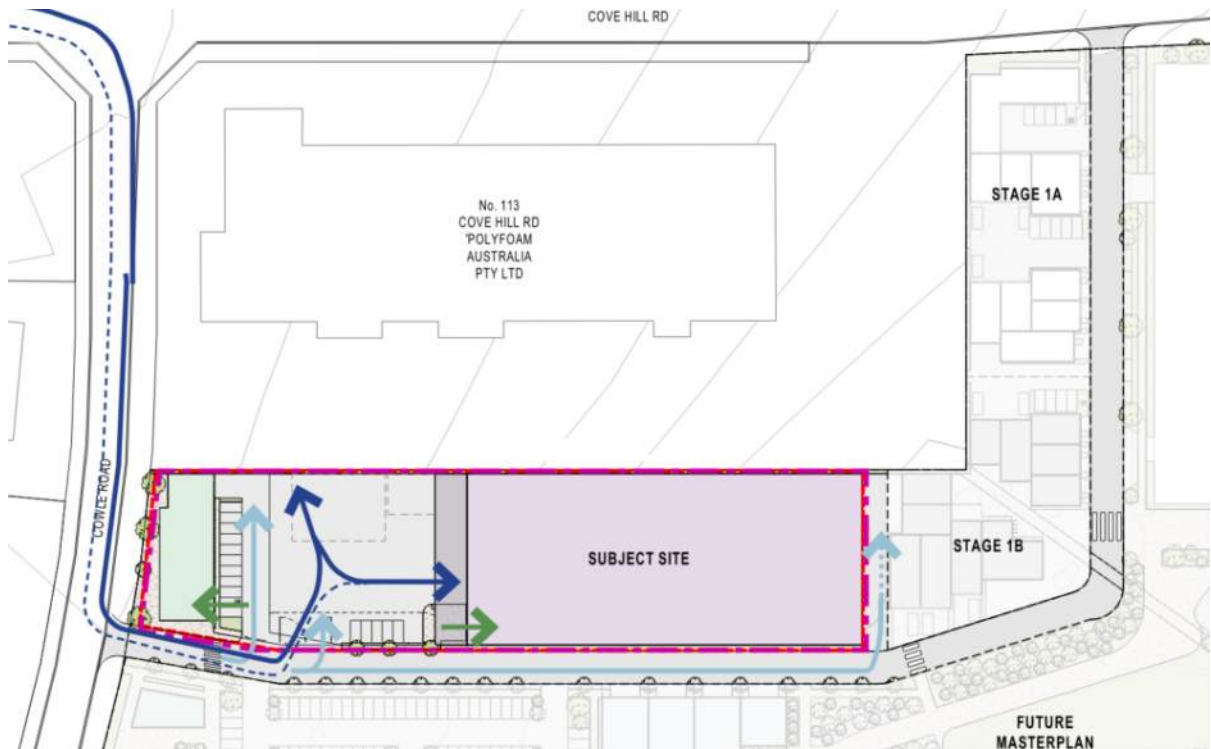 COVE HILL RD
No. 113
COVE HILL RD
'POLYFOAM
AUSTRALIA
PTY LTD
STAGE 1A
COWLE ROAD
SUBJECT SITE
STAGE 1B
FUTURE
MASTERPLAN